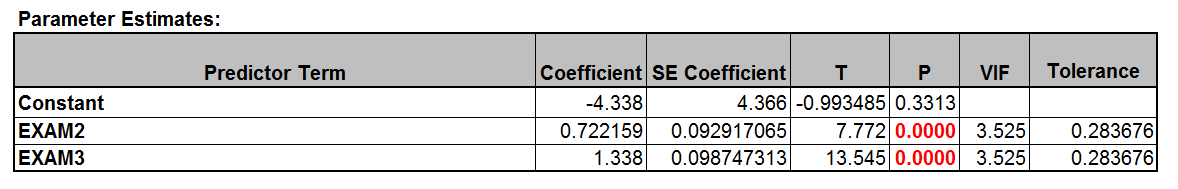 Parameter Estimates:
Predictor Term Coefficient SE Coefficient T P VIF Tolerance
Constant -4.338 4.366 -0.993485 0.3313
EXAM2 0.722159 0.092917065 7.772 0.0000 3.525 0.283676
EXAM3 1.338 0.098747313 13.545 0.0000 3.525 0.283676